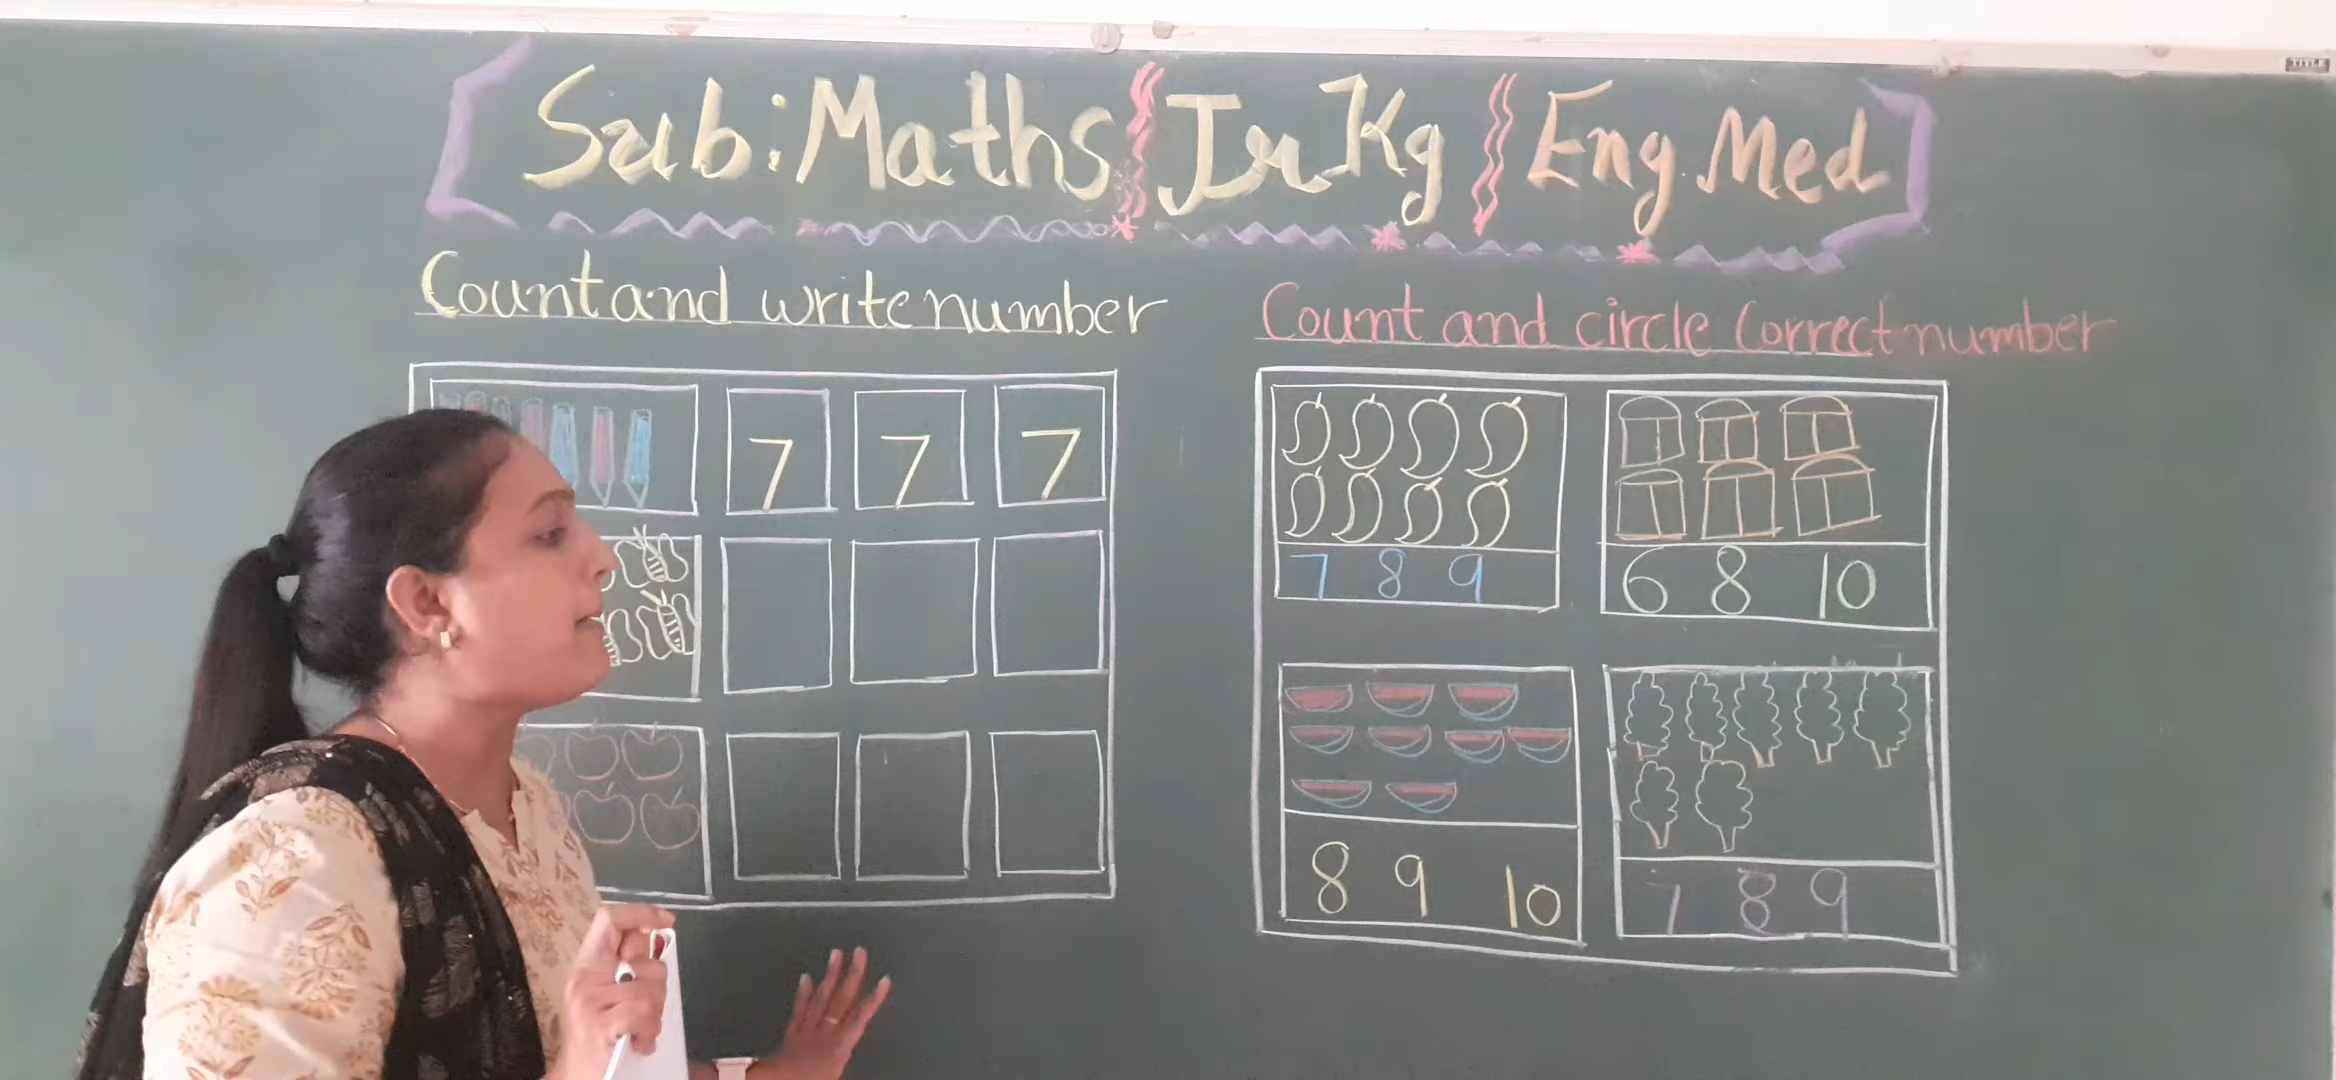 Sub: Maths Jr Kg Eng. Med
Count and write number
Count and circle correct number
7 7 7
7 8 9
6 8 10
8 9 10
7 8 9